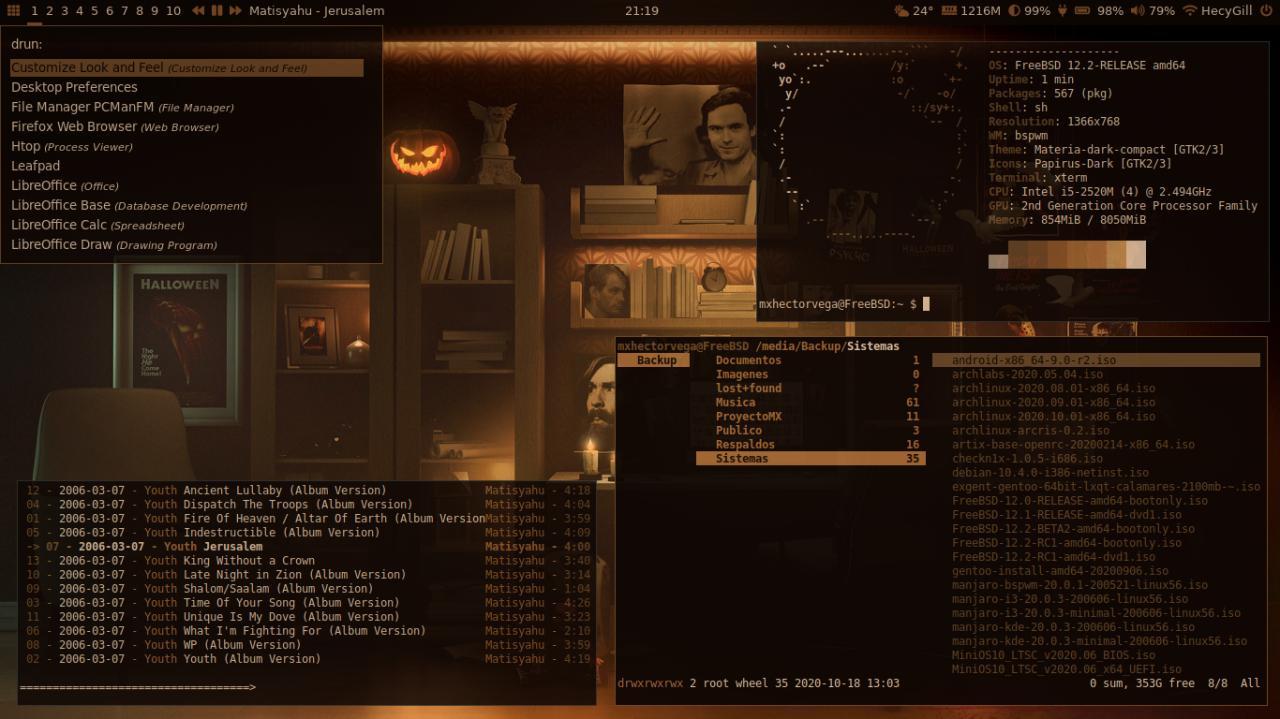 1 2 3 4 5 6 7 8 9 10 Matisyahu - Jerusalem 21:19 24° 1216M 99% 98% 79% HecyGill
drun:
Customize Look and Feel (Customize Look and Feel)
Desktop Preferences
File Manager PCManFM (File Manager)
Firefox Web Browser (Web Browser)
Htop (Process Viewer)
Leafpad
LibreOffice (Office)
LibreOffice Base (Database Development)
LibreOffice Calc (Spreadsheet)
LibreOffice Draw (Drawing Program)
-------------------
OS: FreeBSD 12.2-RELEASE amd64
Uptime: 1 min
Packages: 567 (pkg)
Shell: sh
Resolution: 1366x768
WM: bspwm
Theme: Materia-dark-compact [GTK2/3]
Icons: Papirus-Dark [GTK2/3]
Terminal: xterm
CPU: Intel i5-2520M (4) @ 2.494GHz
GPU: 2nd Generation Core Processor Family
Memory: 854MiB / 8050MiB
PSYCHO
HALLOWEEN
mxhectorvega@FreeBSD:~ $
HALLOWEEN
The
Night
He
Came
Home!
mxhectorvega@FreeBSD /media/Backup/Sistemas
Backup
Documentos 1
Imagenes 0
lost+found ?
Musica 61
ProyectoMX 11
Publico 3
Respaldos 16
Sistemas 35
android-x86_64-9.0-r2.iso
archlabs-2020.05.04.iso
archlinux-2020.08.01-x86_64.iso
archlinux-2020.09.01-x86_64.iso
archlinux-2020.10.01-x86_64.iso
archlinux-arcris-0.2.iso
artix-base-openrc-20200214-x86_64.iso
checkn1x-1.0.5-i686.iso
debian-10.4.0-i386-netinst.iso
exgent-gentoo-64bit-lxqt-calamares-2100mb-~.iso
FreeBSD-12.0-RELEASE-amd64-bootonly.iso
FreeBSD-12.1-RELEASE-amd64-dvd1.iso
FreeBSD-12.2-BETA2-amd64-bootonly.iso
FreeBSD-12.2-RC1-amd64-bootonly.iso
FreeBSD-12.2-RC1-amd64-dvd1.iso
gentoo-install-amd64-20200906.iso
manjaro-bspwm-20.0.1-200521-linux56.iso
manjaro-i3-20.0.3-200606-linux56.iso
manjaro-i3-20.0.3-minimal-200606-linux56.iso
manjaro-kde-20.0.3-200606-linux56.iso
manjaro-kde-20.0.3-minimal-200606-linux56.iso
MiniOS10_LTSC_v2020.06_BIOS.iso
MiniOS10_LTSC_v2020.06_x64_UEFI.iso
drwxrwxrwx 2 root wheel 35 2020-10-18 13:03 0 sum, 353G free 8/8 All
12 - 2006-03-07 - Youth Ancient Lullaby (Album Version) Matisyahu - 4:18
04 - 2006-03-07 - Youth Dispatch The Troops (Album Version) Matisyahu - 4:04
01 - 2006-03-07 - Youth Fire Of Heaven / Altar Of Earth (Album Version Matisyahu - 3:59
05 - 2006-03-07 - Youth Indestructible (Album Version) Matisyahu - 4:09
-> 07 - 2006-03-07 - Youth Jerusalem Matisyahu - 4:00
13 - 2006-03-07 - Youth King Without a Crown Matisyahu - 3:40
10 - 2006-03-07 - Youth Late Night in Zion (Album Version) Matisyahu - 3:14
09 - 2006-03-07 - Youth Shalom/Saalam (Album Version) Matisyahu - 1:04
03 - 2006-03-07 - Youth Time Of Your Song (Album Version) Matisyahu - 4:26
11 - 2006-03-07 - Youth Unique Is My Dove (Album Version) Matisyahu - 3:23
06 - 2006-03-07 - Youth What I'm Fighting For (Album Version) Matisyahu - 2:10
08 - 2006-03-07 - Youth WP (Album Version) Matisyahu - 3:59
02 - 2006-03-07 - Youth Youth (Album Version) Matisyahu - 4:19
===================================>